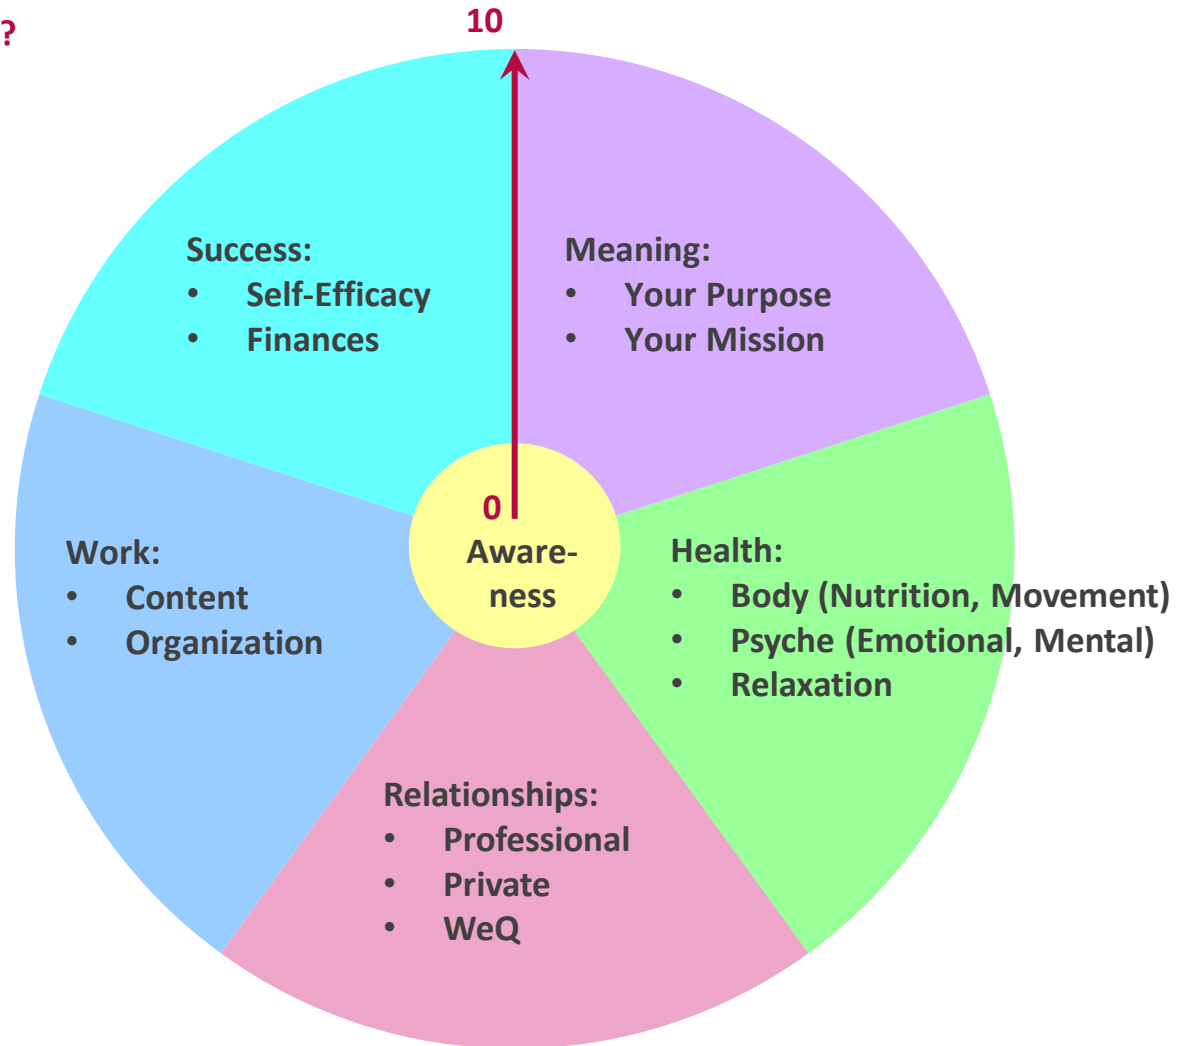 ?
10
Success:
• Self-Efficacy
• Finances
Meaning:
• Your Purpose
• Your Mission
0
Aware-
ness
Work:
• Content
• Organization
Health:
• Body (Nutrition, Movement)
• Psyche (Emotional, Mental)
• Relaxation
Relationships:
• Professional
• Private
• WeQ